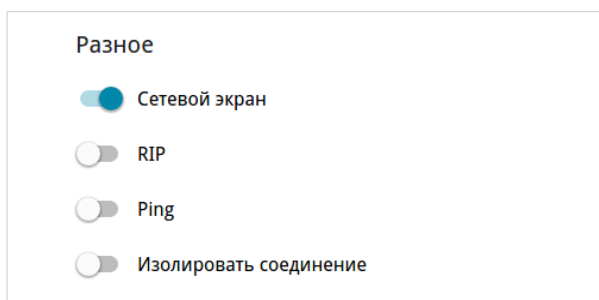 Разное
Сетевой экран
RIP
Ping
Изолировать соединение